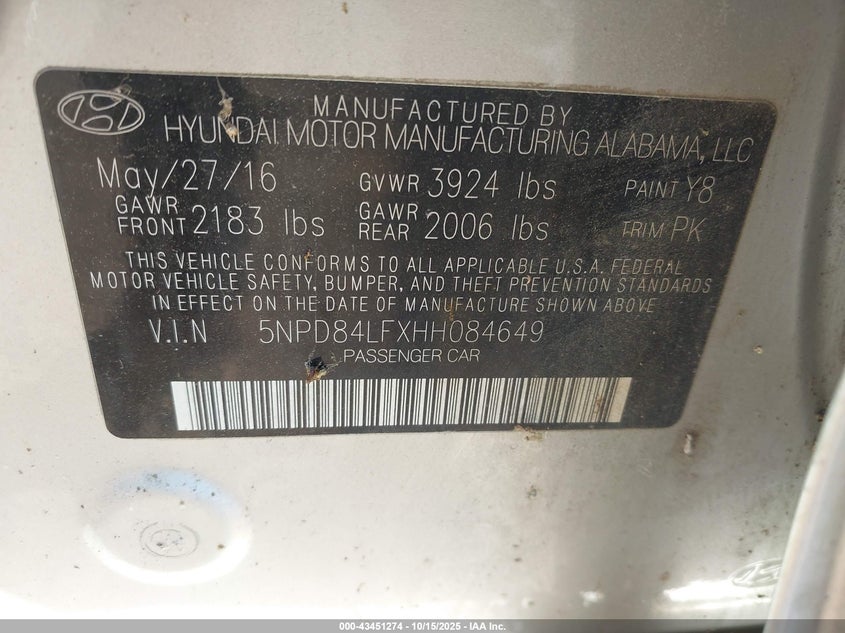 MANUFACTURED BY
HYUNDAI MOTOR MANUFACTURING ALABAMA, LLC
May/27/16 GVWR 3924 lbs PAINT Y8
GAWR FRONT 2183 lbs GAWR REAR 2006 lbs TRIM PK
THIS VEHICLE CONFORMS TO ALL APPLICABLE U.S.A. FEDERAL
MOTOR VEHICLE SAFETY, BUMPER, AND THEFT PREVENTION STANDARDS
IN EFFECT ON THE DATE OF MANUFACTURE SHOWN ABOVE
V.I.N 5NPD84LFXHH084649
PASSENGER CAR
000-43451274 - 10/15/2025 - IAA Inc.